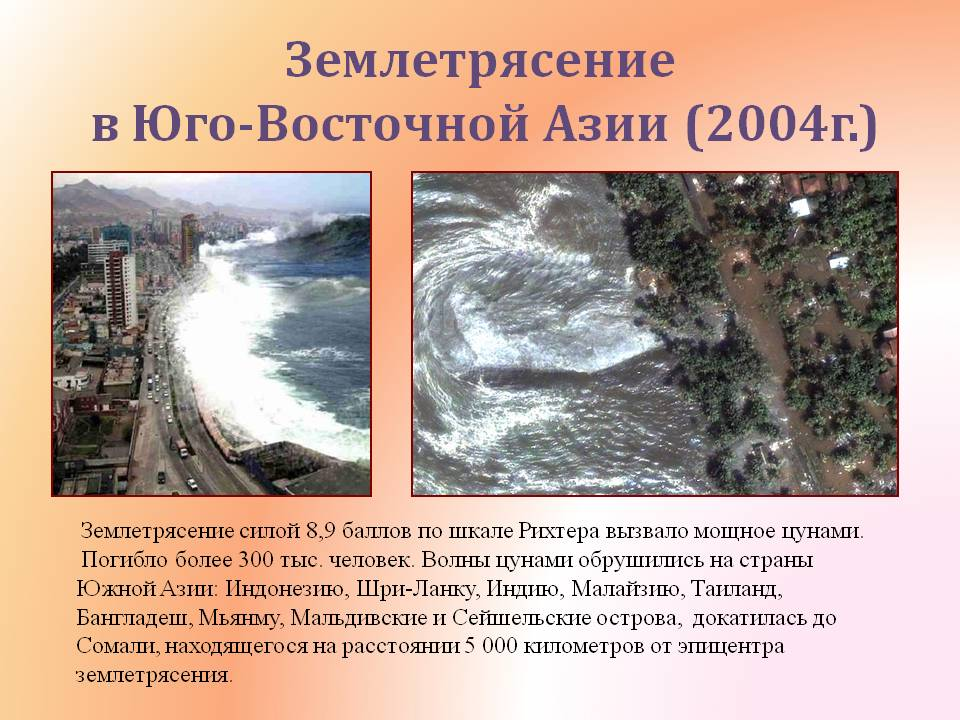 Землетрясение
в Юго-Восточной Азии (2004г.)
Землетрясение силой 8,9 баллов по шкале Рихтера вызвало мощное цунами.
Погибло более 300 тыс. человек. Волны цунами обрушились на страны
Южной Азии: Индонезию, Шри-Ланку, Индию, Малайзию, Таиланд,
Бангладеш, Мьянму, Мальдивские и Сейшельские острова, докатилась до
Сомали, находящегося на расстоянии 5 000 километров от эпицентра
землетрясения.